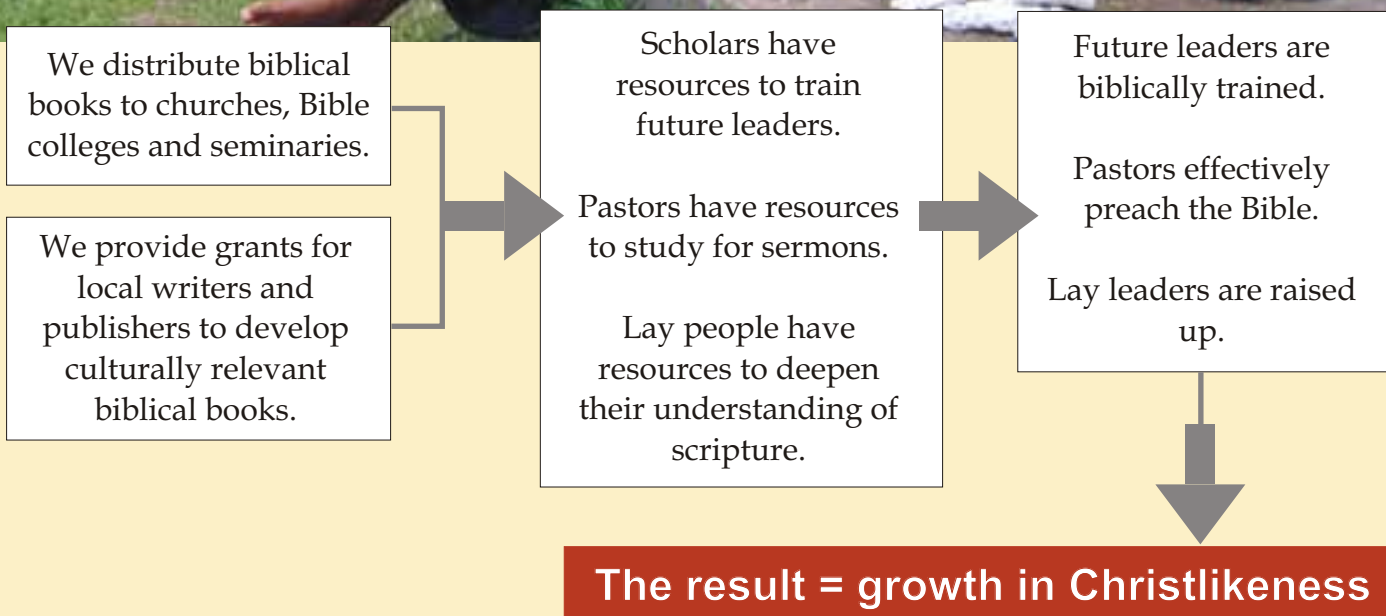 We distribute biblical
books to churches, Bible
colleges and seminaries.
We provide grants for
local writers and
publishers to develop
culturally relevant
biblical books.
Scholars have
resources to train
future leaders.
Pastors have resources
to study for sermons.
Lay people have
resources to deepen
their understanding of
scripture.
Future leaders are
biblically trained.
Pastors effectively
preach the Bible.
Lay leaders are raised
up.
The result = growth in Christlikeness